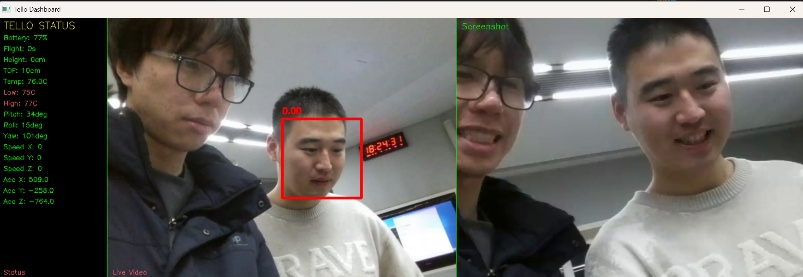 Tello Dashboard
TELLO STATUS
Battery: 77%
Flight: 0s
Height: 0cm
TOF: 10cm
Temp: 76.0C
Low: 75C
High: 77C
Pitch: 34deg
Roll: 15deg
Yaw: 101deg
Speed X: 0
Speed Y: 0
Speed Z: 0
Acc X: 509.0
Acc Y: -258.0
Acc Z: -764.0
Status
0.00
18:24:31
RAVE
Live Video
Screenshot
RAVE